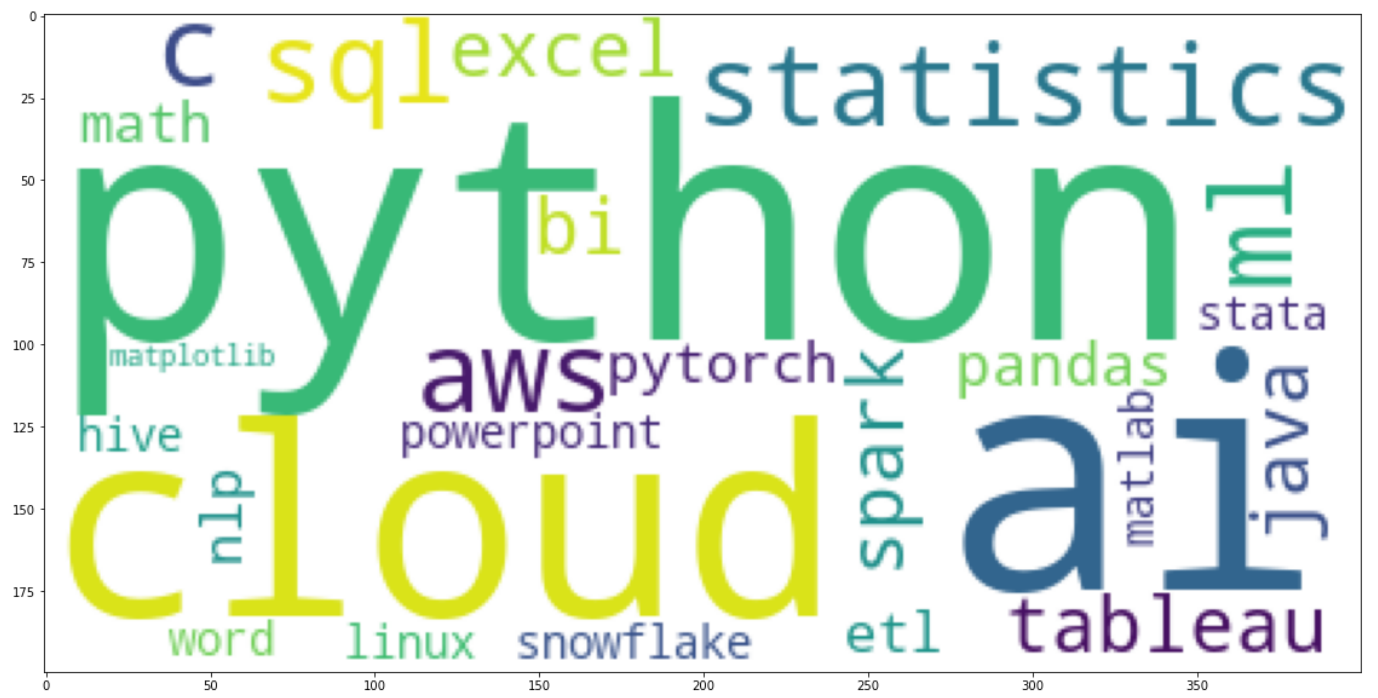 0
c sql excel
statistics
25
math
python
50
bi
ml
75
stata
100
matplotlib
aws pytorch
spark
pandas
java
125
hive
powerpoint
matlab
cloud
ai
150
nlp
175
word linux snowflake
etl
tableau
0 50 100 150 200 250 300 350